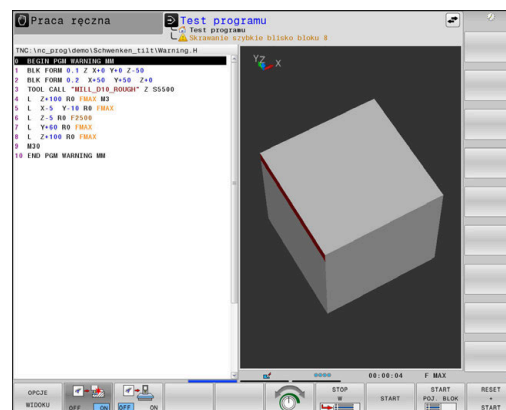 Praca ręczna
Test programu
Test programu
Skrawanie szybkie blisko bloku 8
TNC:\nc_prog\demo\Schwenken_tilt\Warning.H
0 BEGIN PGM WARNING MM
1 BLK FORM 0.1 Z X+0 Y+0 Z-50
2 BLK FORM 0.2 X+50 Y+50 Z+0
3 TOOL CALL "MILL_D10_ROUGH" Z S5500
4 L Z+100 R0 FMAX M3
5 L X-5 Y-10 R0 FMAX
6 L Z-5 R0 F2500
7 L Y+60 R0 FMAX
8 L Z+100 R0 FMAX
9 M30
10 END PGM WARNING MM
YZ X
00:00:04 F MAX
OPCJE WIDOKU
OFF ON
OFF ON
STOP W
START
START POJ. BLOK
RESET + START